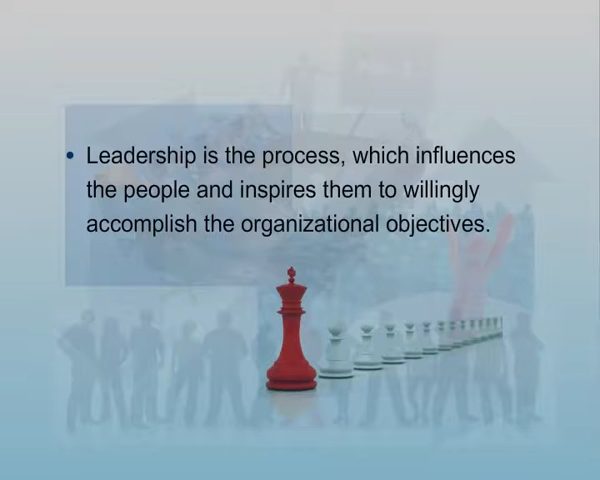 • Leadership is the process, which influences
the people and inspires them to willingly
accomplish the organizational objectives.